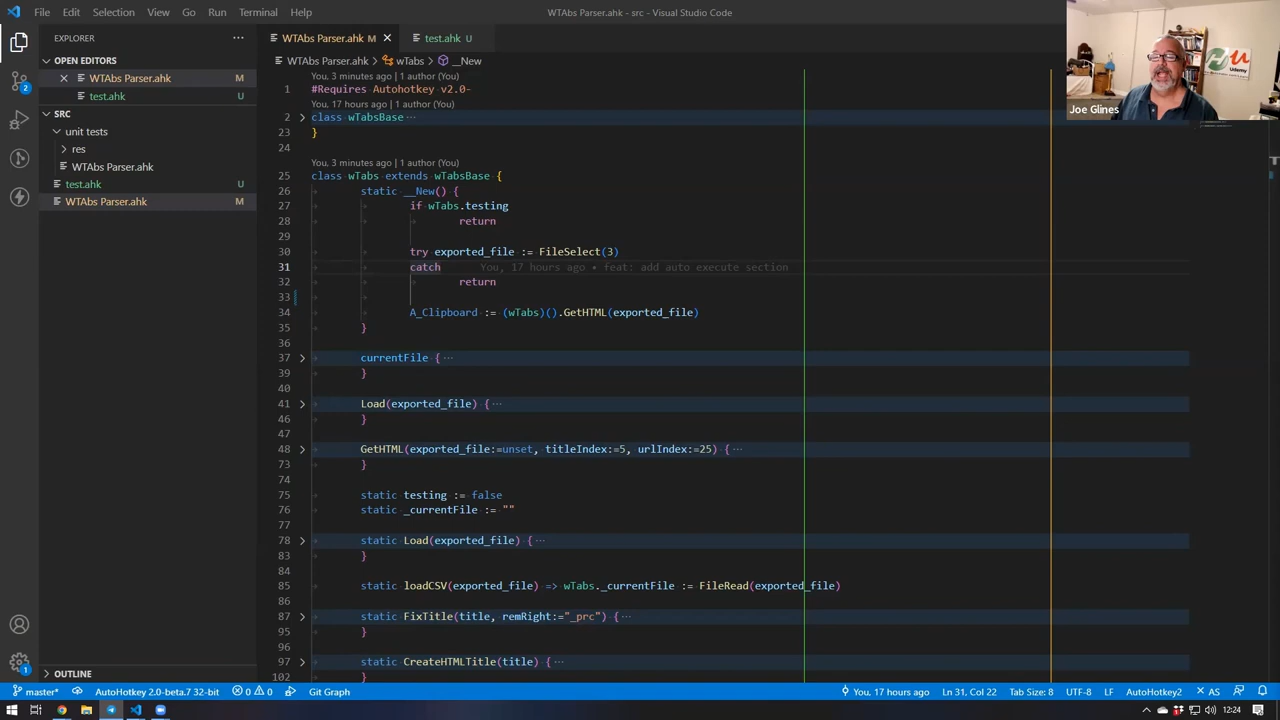 File Edit Selection View Go Run Terminal Help
WTAbs Parser.ahk - src - Visual Studio Code
EXPLORER
OPEN EDITORS
WTAbs Parser.ahk M
test.ahk U
SRC
unit tests
res
WTAbs Parser.ahk
test.ahk U
WTAbs Parser.ahk M
OUTLINE
WTAbs Parser.ahk M
test.ahk U
WTAbs Parser.ahk > wTabs > __New
You, 3 minutes ago | 1 author (You)
1 #Requires Autohotkey v2.0-
You, 17 hours ago | 1 author (You)
2 class wTabsBase ...
23 }
24
You, 3 minutes ago | 1 author (You)
25 class wTabs extends wTabsBase {
26 static __New() {
27 if wTabs.testing
28 return
29
30 try exported_file := FileSelect(3)
31 catch You, 17 hours ago • feat: add auto execute section
32 return
33
34 A_Clipboard := (wTabs)().GetHTML(exported_file)
35 }
36
37 currentFile { ...
39 }
40
41 Load(exported_file) { ...
46 }
47
48 GetHTML(exported_file:=unset, titleIndex:=5, urlIndex:=25) { ...
73 }
74
75 static testing := false
76 static _currentFile := ""
77
78 static Load(exported_file) { ...
83 }
84
85 static loadCSV(exported_file) => wTabs._currentFile := FileRead(exported_file)
86
87 static FixTitle(title, remRight:="_prc") { ...
95 }
96
97 static CreateHTMLTitle(title) { ...
102 }
Udemy
Joe Glines
2
1
master* AutoHotkey 2.0-beta.7 32-bit 0 0 Git Graph
You, 17 hours ago Ln 31, Col 22 Tab Size: 8 UTF-8 LF AutoHotkey2 AS
12:24